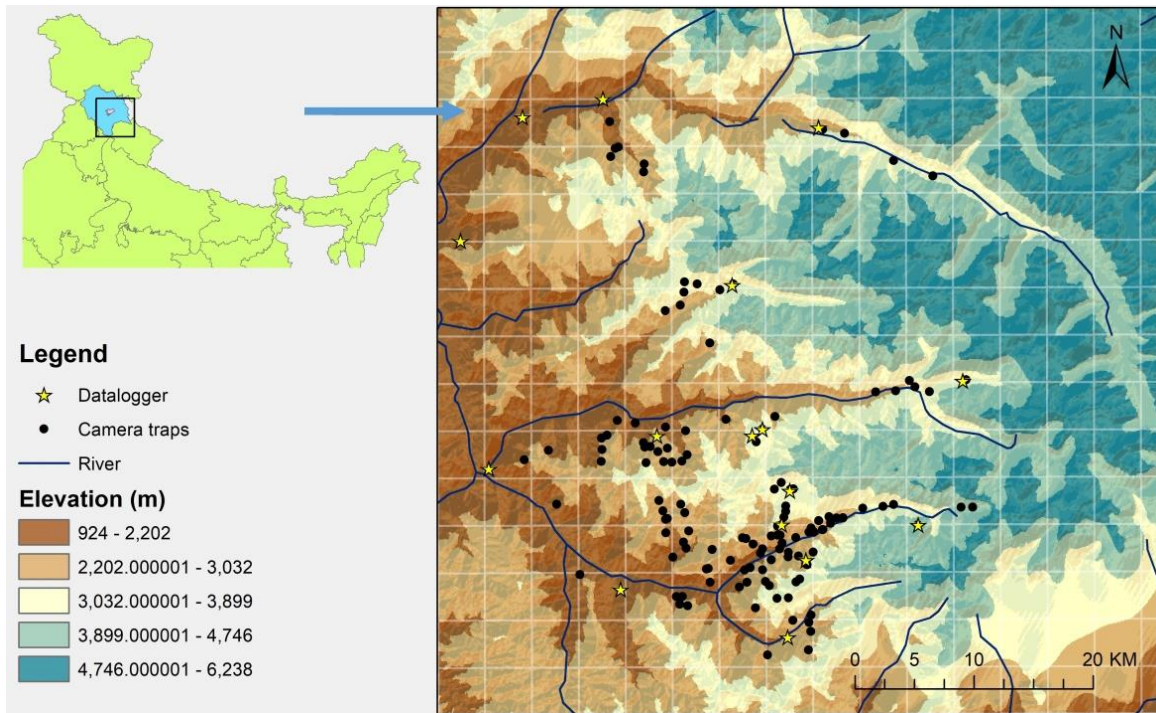 N
Legend
Datalogger
Camera traps
River
Elevation (m)
924 - 2,202
2,202.000001 - 3,032
3,032.000001 - 3,899
3,899.000001 - 4,746
4,746.000001 - 6,238
0 5 10 20 KM